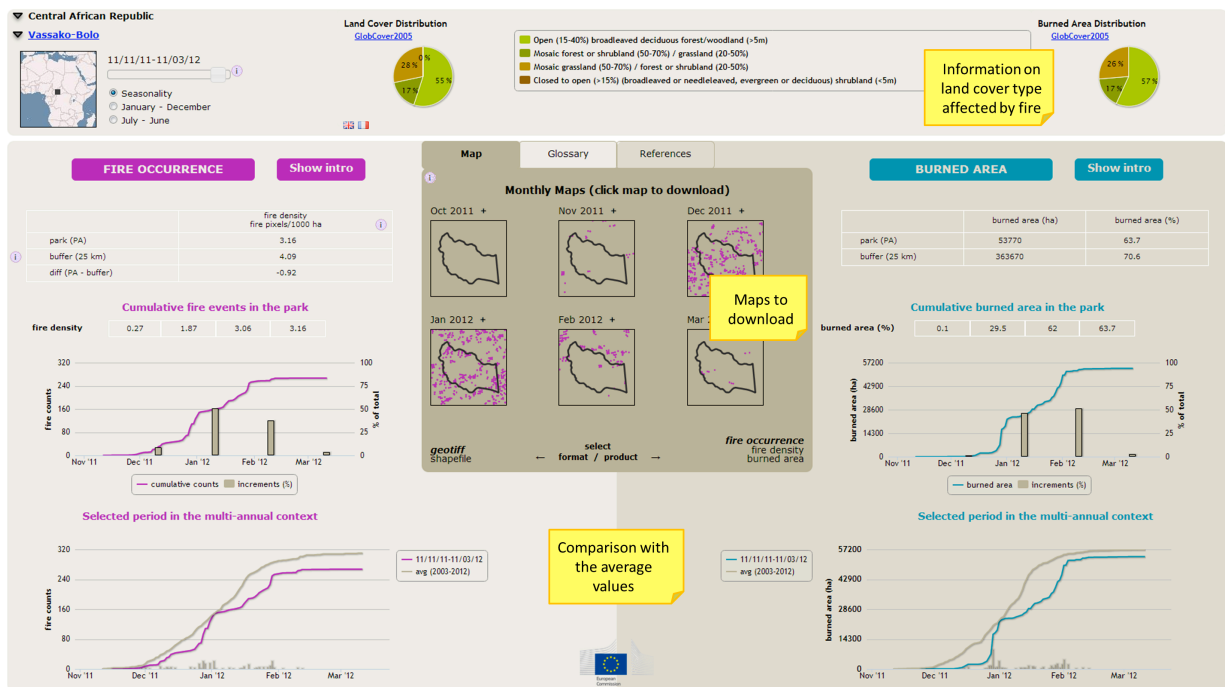 Central African Republic
Vassako-Bolo
11/11/11-11/03/12
Seasonality
January - December
July - June
Land Cover Distribution
GlobCover2005
0%
28%
55%
17%
Open (15-40%) broadleaved deciduous forest/woodland (>5m)
Mosaic forest or shrubland (50-70%) / grassland (20-50%)
Mosaic grassland (50-70%) / forest or shrubland (20-50%)
Closed to open (>15%) (broadleaved or needleleaved, evergreen or deciduous) shrubland (<5m)
Information on
land cover type
affected by fire
Burned Area Distribution
GlobCover2005
26%
57%
17%
FIRE OCCURRENCE
Show intro
fire density
fire pixels/1000 ha
park (PA) 3.16
buffer (25 km) 4.09
diff (PA - buffer) -0.92
Cumulative fire events in the park
fire density 0.27 1.87 3.06 3.16
320 100
240 75
160 50
80 25
0 0
fire counts
% of total
Nov '11 Dec '11 Jan '12 Feb '12 Mar '12
cumulative counts increments (%)
Selected period in the multi-annual context
320
240
160
80
0
fire counts
Nov '11 Dec '11 Jan '12 Feb '12 Mar '12
11/11/11-11/03/12
avg (2003-2012)
Map Glossary References
Monthly Maps (click map to download)
Oct 2011 + Nov 2011 + Dec 2011 +
Jan 2012 + Feb 2012 + Mar 2
Maps to
download
geotiff
shapefile
← select →
format / product
fire occurrence
fire density
burned area
Comparison with
the average
values
European
Commission
BURNED AREA
Show intro
burned area (ha) burned area (%)
park (PA) 53770 63.7
buffer (25 km) 363670 70.6
Cumulative burned area in the park
burned area (%) 0.1 29.5 62 63.7
57200 100
42900 75
28600 50
14300 25
0 0
burned area (ha)
% of total
Nov '11 Dec '11 Jan '12 Feb '12 Mar '12
burned area increments (%)
Selected period in the multi-annual context
11/11/11-11/03/12
avg (2003-2012)
57200
42900
28600
14300
0
burned area (ha)
Nov '11 Dec '11 Jan '12 Feb '12 Mar '12